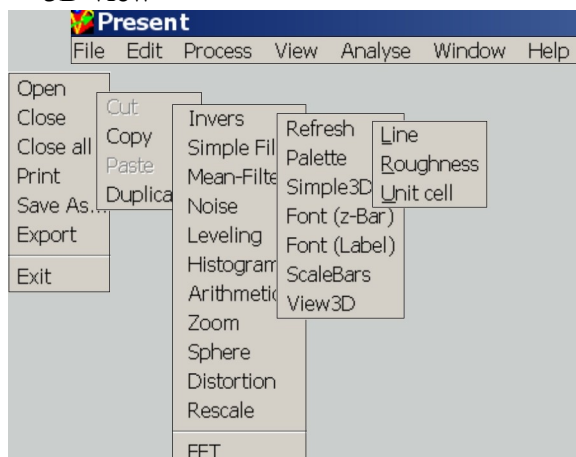 Present
File Edit Process View Analyse Window Help
Open
Close
Close all
Print
Save As...
Export
Exit
Cut
Copy
Paste
Duplica
Invers
Simple Fil
Mean-Filte
Noise
Leveling
Histogram
Arithmetic
Zoom
Sphere
Distortion
Rescale
FFT
Refresh
Palette
Simple3D
Font (z-Bar)
Font (Label)
ScaleBars
View3D
Line
Roughness
Unit cell